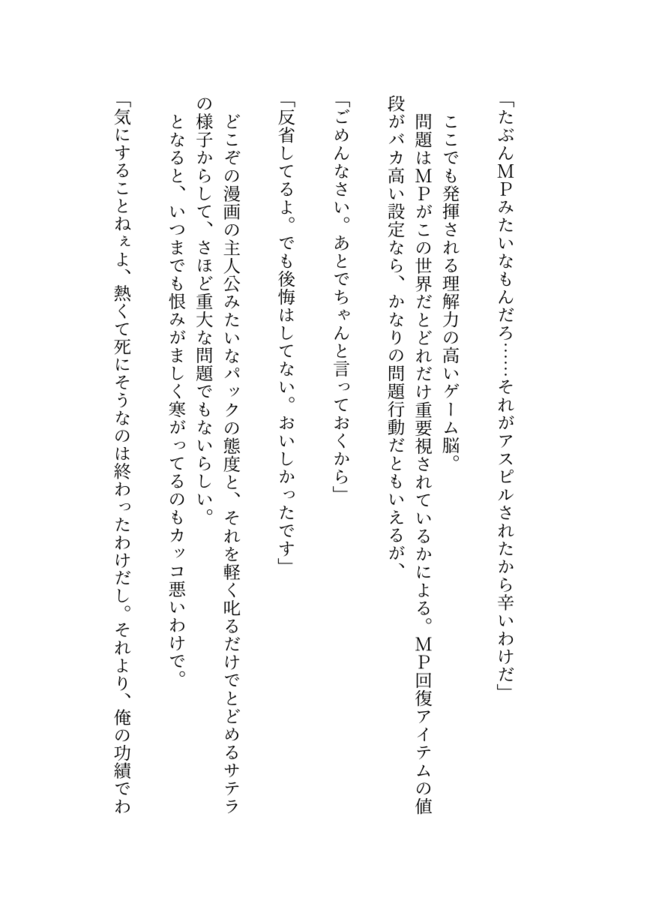 「たぶんＭＰみたいなもんだろ……それがアスピルされたから辛いわけだ」
ここでも発揮される理解力の高いゲーム脳。
問題はＭＰがこの世界だとどれだけ重要視されているかによる。ＭＰ回復アイテムの値
段がバカ高い設定なら、かなりの問題行動だともいえるが、
「ごめんなさい。あとでちゃんと言っておくから」
「反省してるよ。でも後悔はしてない。おいしかったです」
どこぞの漫画の主人公みたいなパックの態度と、それを軽く叱るだけでとどめるサテラ
の様子からして、さほど重大な問題でもないらしい。
となると、いつまでも恨みがましく寒がってるのもカッコ悪いわけで。
「気にすることねぇよ、熱くて死にそうなのは終わったわけだし。それより、俺の功績でわ